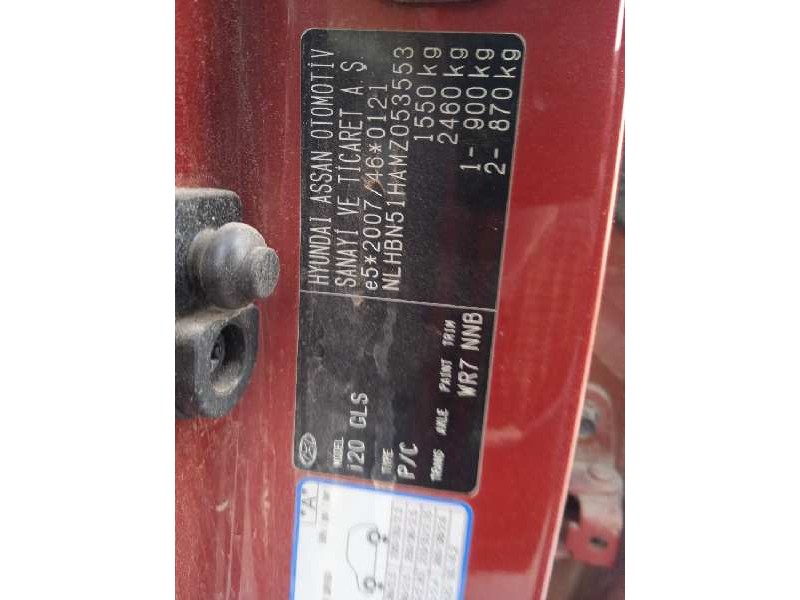 HYUNDAI ASSAN OTOMOTİV
SANAYİ VE TİCARET A.Ş
e5*2007/46*0121
NLHBN51HAMZ053553
1550 kg
2460 kg
1- 900 kg
2- 870 kg
MODEL
i20 GLS
TYPE
P/C
TRANS AXLE PAINT TRIM
WR7 NNB
"A"